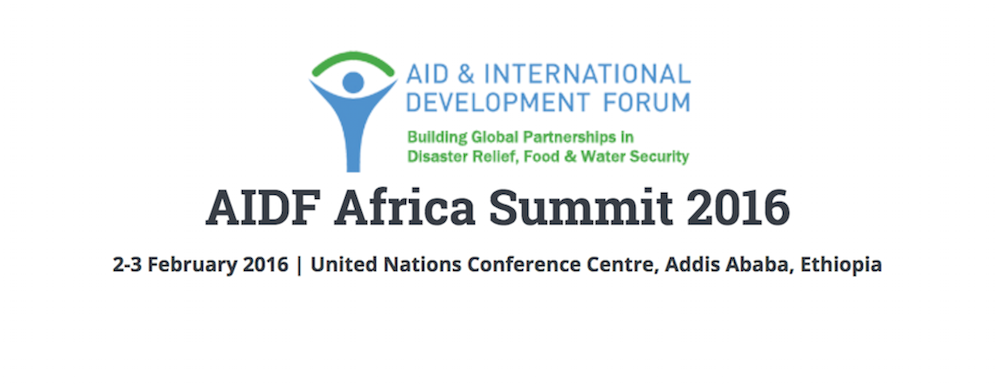 AID & INTERNATIONAL
DEVELOPMENT FORUM
Building Global Partnerships in
Disaster Relief, Food & Water Security
AIDF Africa Summit 2016
2-3 February 2016 | United Nations Conference Centre, Addis Ababa, Ethiopia